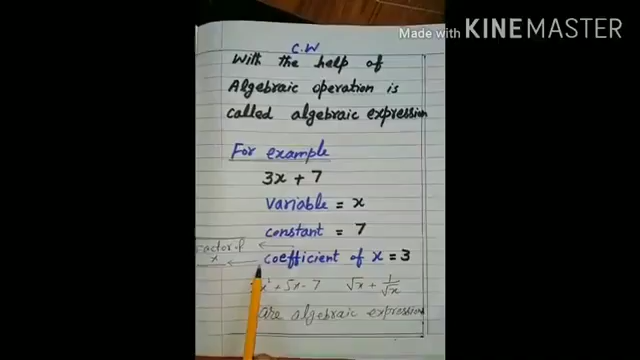 Made with KINEMASTER
C.W
With the help of
Algebraic operation is
called algebraic expression
For example
3x + 7
variable = x
constant = 7
factor of
x
coefficient of x = 3
x² + 5x - 7 √x + 1/√x
are algebraic expression